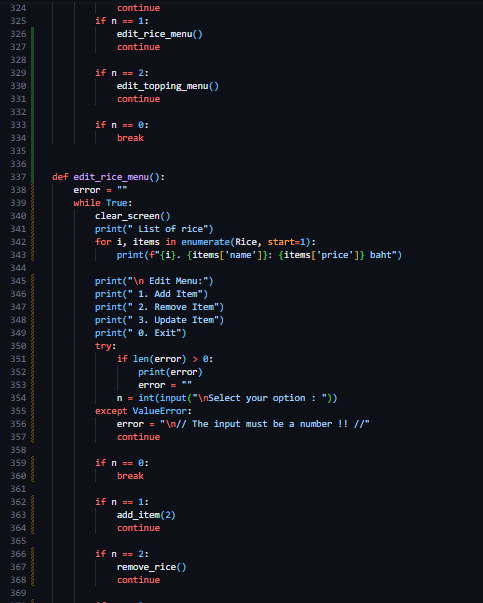 324                 continue
325             if n == 1:
326                 edit_rice_menu()
327                 continue
328
329             if n == 2:
330                 edit_topping_menu()
331                 continue
332
333             if n == 0:
334                 break
335
336
337     def edit_rice_menu():
338         error = ""
339         while True:
340             clear_screen()
341             print(" List of rice")
342             for i, items in enumerate(Rice, start=1):
343                 print(f"{i}. {items['name']}: {items['price']} baht")
344
345             print("\n Edit Menu:")
346             print(" 1. Add Item")
347             print(" 2. Remove Item")
348             print(" 3. Update Item")
349             print(" 0. Exit")
350             try:
351                 if len(error) > 0:
352                     print(error)
353                     error = ""
354                 n = int(input("\nSelect your option : "))
355             except ValueError:
356                 error = "\n// The input must be a number !! //"
357                 continue
358
359             if n == 0:
360                 break
361
362             if n == 1:
363                 add_item(2)
364                 continue
365
366             if n == 2:
367                 remove_rice()
368                 continue
369